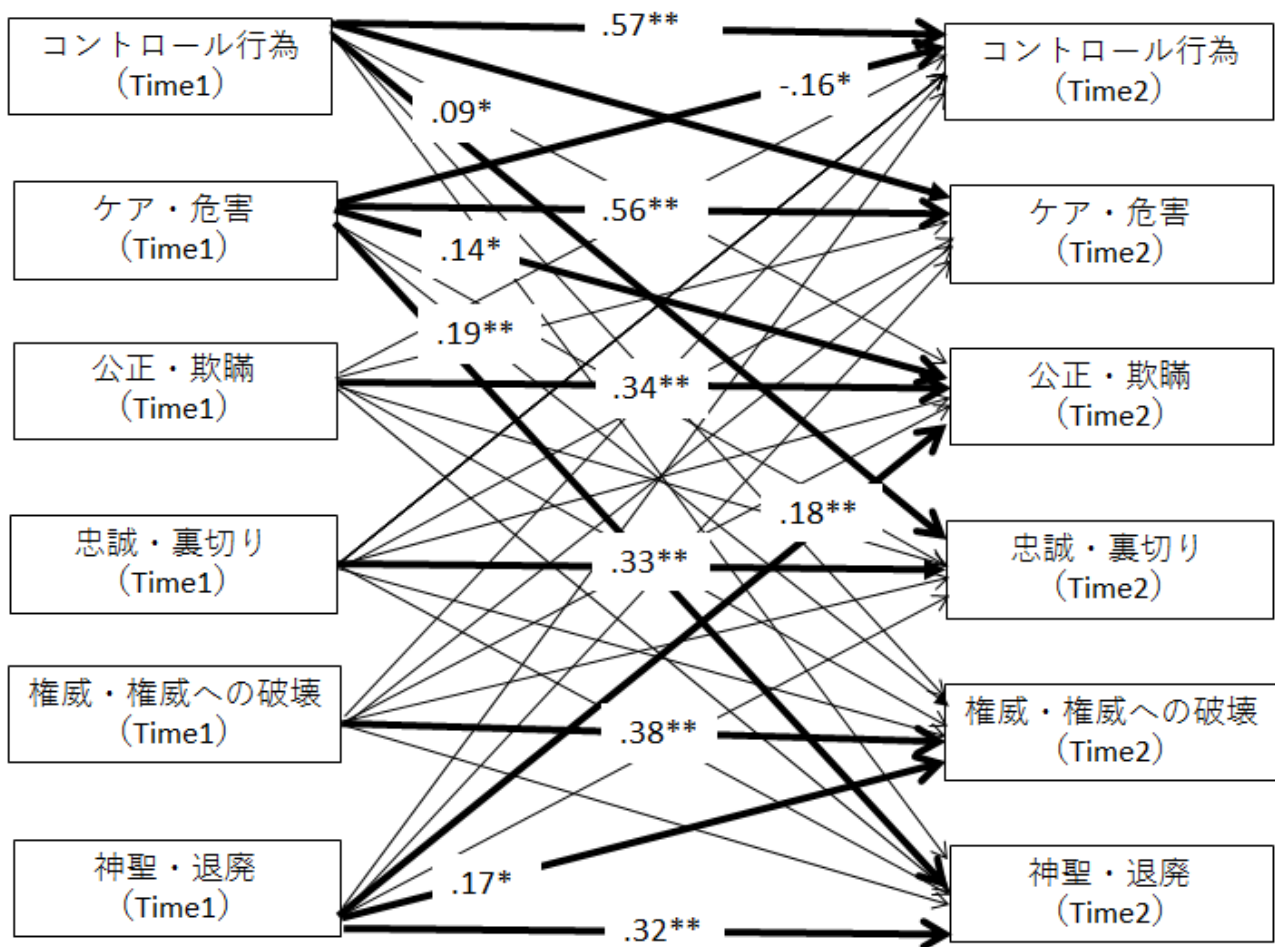 コントロール行為
（Time1）
.57**
コントロール行為
（Time2）
-.16*
.09*
ケア・危害
（Time1）
.56**
ケア・危害
（Time2）
.14*
.19**
公正・欺瞞
（Time1）
.34**
公正・欺瞞
（Time2）
.18**
忠誠・裏切り
（Time1）
.33**
忠誠・裏切り
（Time2）
権威・権威への破壊
（Time1）
.38**
権威・権威への破壊
（Time2）
神聖・退廃
（Time1）
.17*
.32**
神聖・退廃
（Time2）